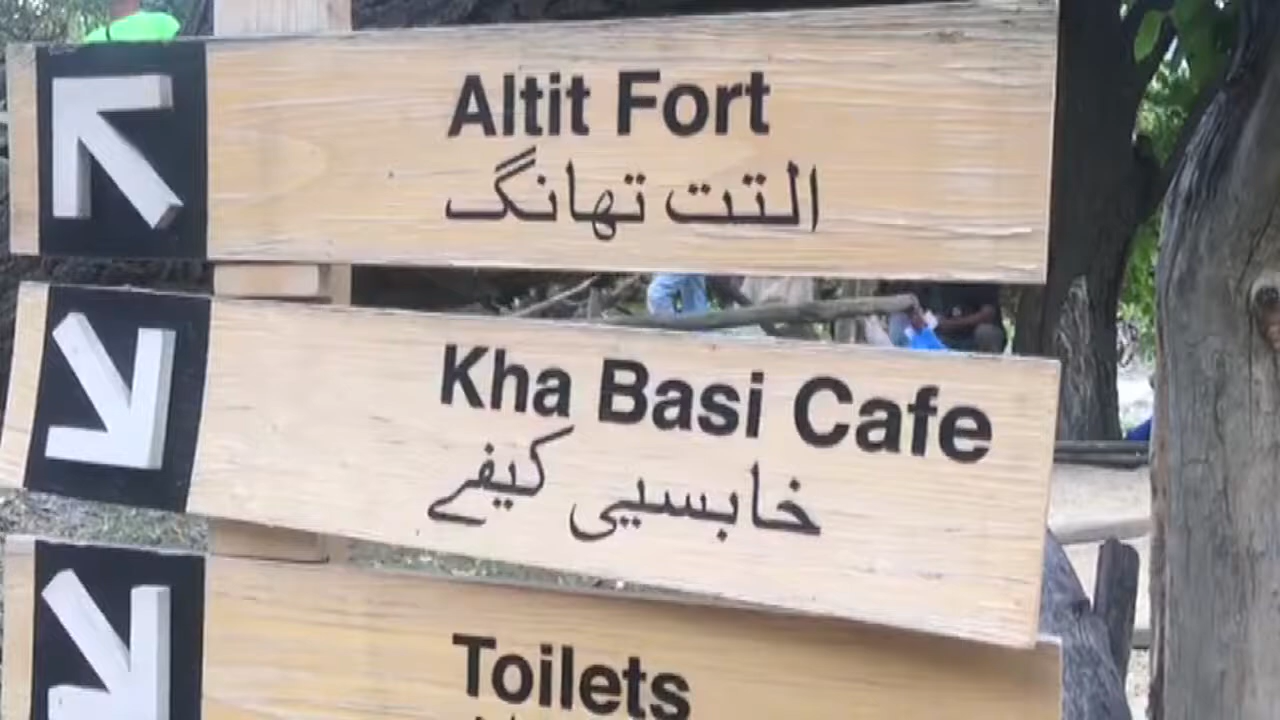 Altit Fort
التت تھانگ
Kha Basi Cafe
خابسیی کیفے
Toilets